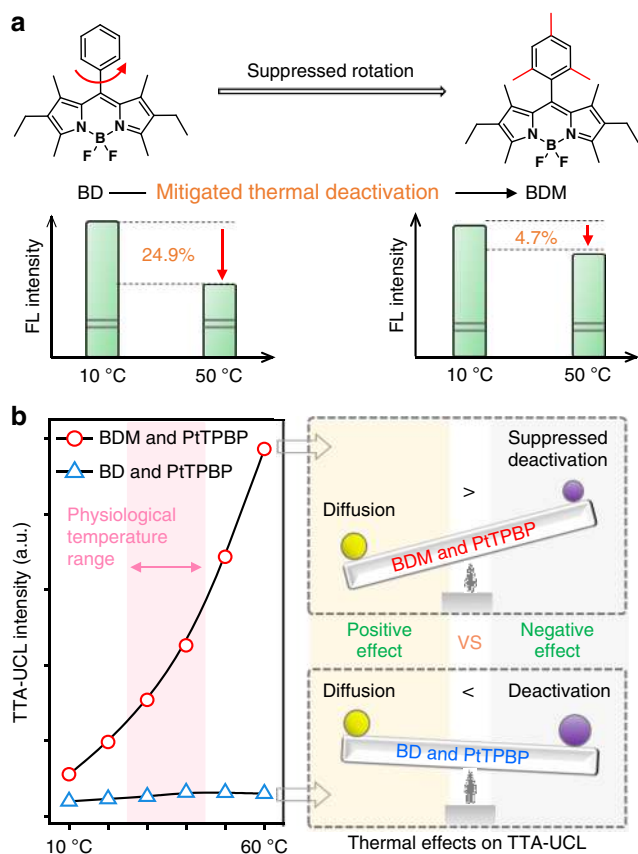 a
Suppressed rotation
N
B
N
F
F
N
B
N
F
F
BD
Mitigated thermal deactivation
BDM
FL intensity
24.9%
10 °C
50 °C
FL intensity
4.7%
10 °C
50 °C
b
TTA-UCL intensity (a.u.)
BDM and PtTPBP
BD and PtTPBP
Physiological
temperature
range
10 °C
60 °C
Suppressed
deactivation
>
Diffusion
BDM and PtTPBP
Positive
effect
VS
Negative
effect
Diffusion
<
Deactivation
BD and PtTPBP
Thermal effects on TTA-UCL